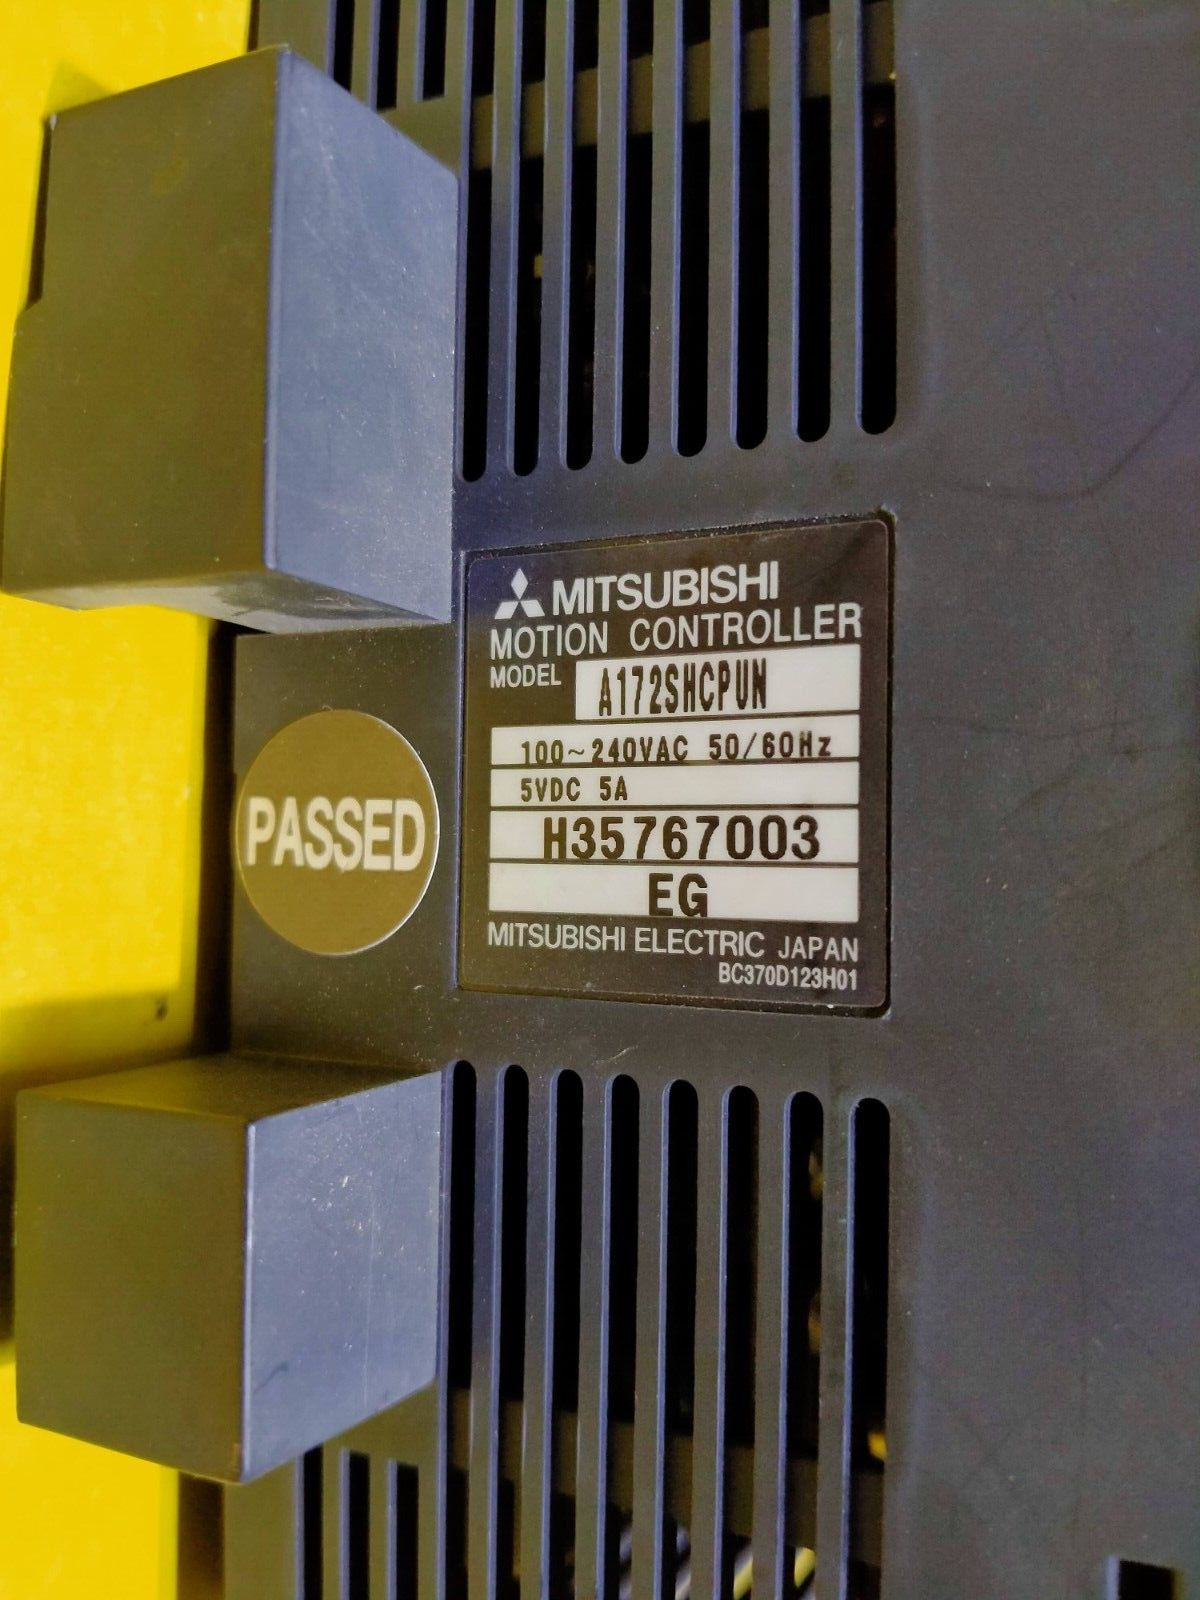 MITSUBISHI
MOTION CONTROLLER
MODEL A172SHCPUN
100~240VAC 50/60Hz
5VDC 5A
H35767003
EG
MITSUBISHI ELECTRIC JAPAN
BC370D123H01
PASSED